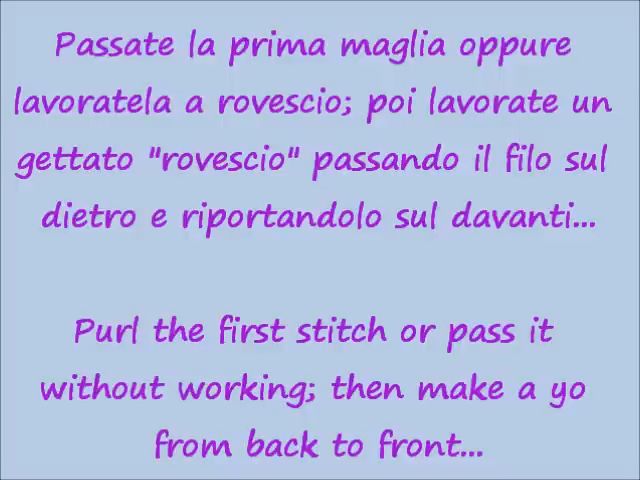 Passate la prima maglia oppure
lavoratela a rovescio; poi lavorate un
gettato "rovescio" passando il filo sul
dietro e riportandolo sul davanti...
Purl the first stitch or pass it
without working; then make a yo
from back to front...